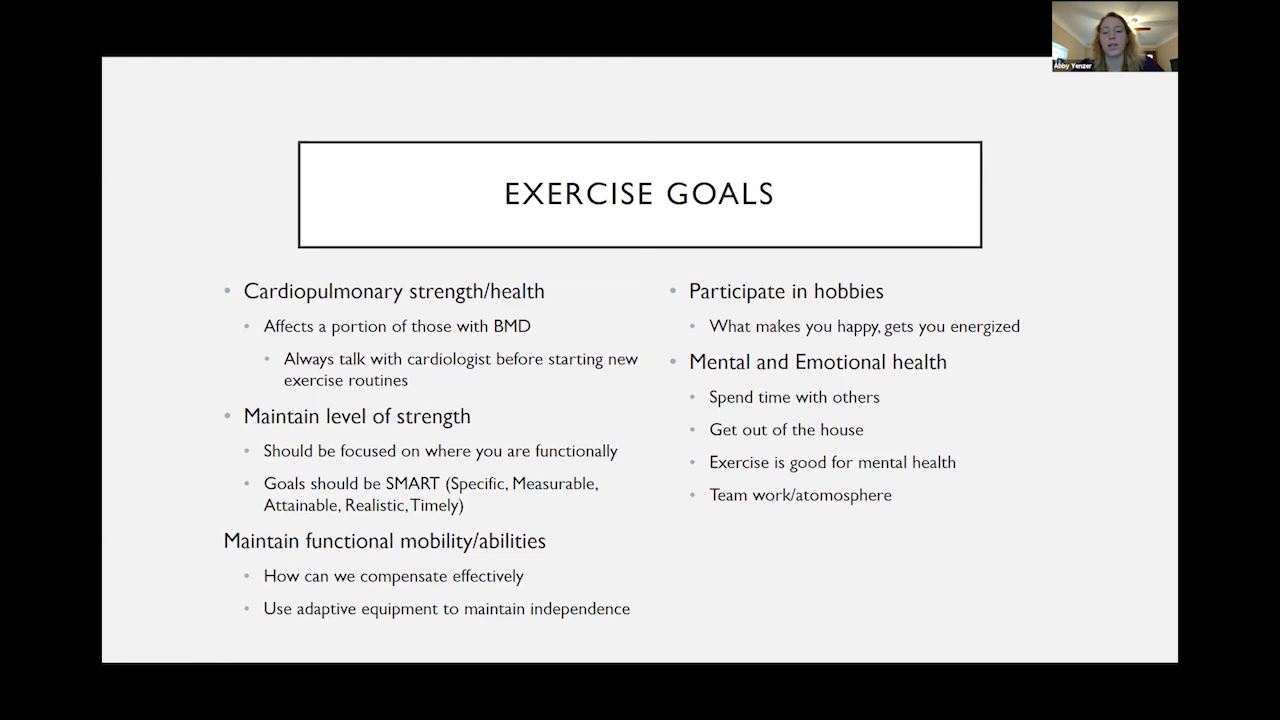 Abby Yenzer
EXERCISE GOALS
Cardiopulmonary strength/health
Affects a portion of those with BMD
Always talk with cardiologist before starting new
exercise routines
Maintain level of strength
Should be focused on where you are functionally
Goals should be SMART (Specific, Measurable,
Attainable, Realistic, Timely)
Maintain functional mobility/abilities
How can we compensate effectively
Use adaptive equipment to maintain independence
Participate in hobbies
What makes you happy, gets you energized
Mental and Emotional health
Spend time with others
Get out of the house
Exercise is good for mental health
Team work/atomosphere